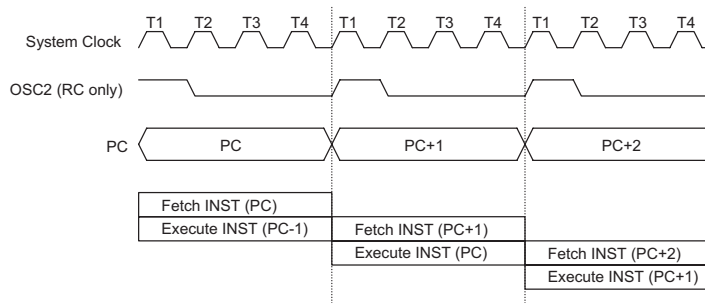 T1 T2 T3 T4 T1 T2 T3 T4 T1 T2 T3 T4
System Clock
OSC2 (RC only)
PC PC PC+1 PC+2
Fetch INST (PC)
Execute INST (PC-1) Fetch INST (PC+1)
Execute INST (PC) Fetch INST (PC+2)
Execute INST (PC+1)